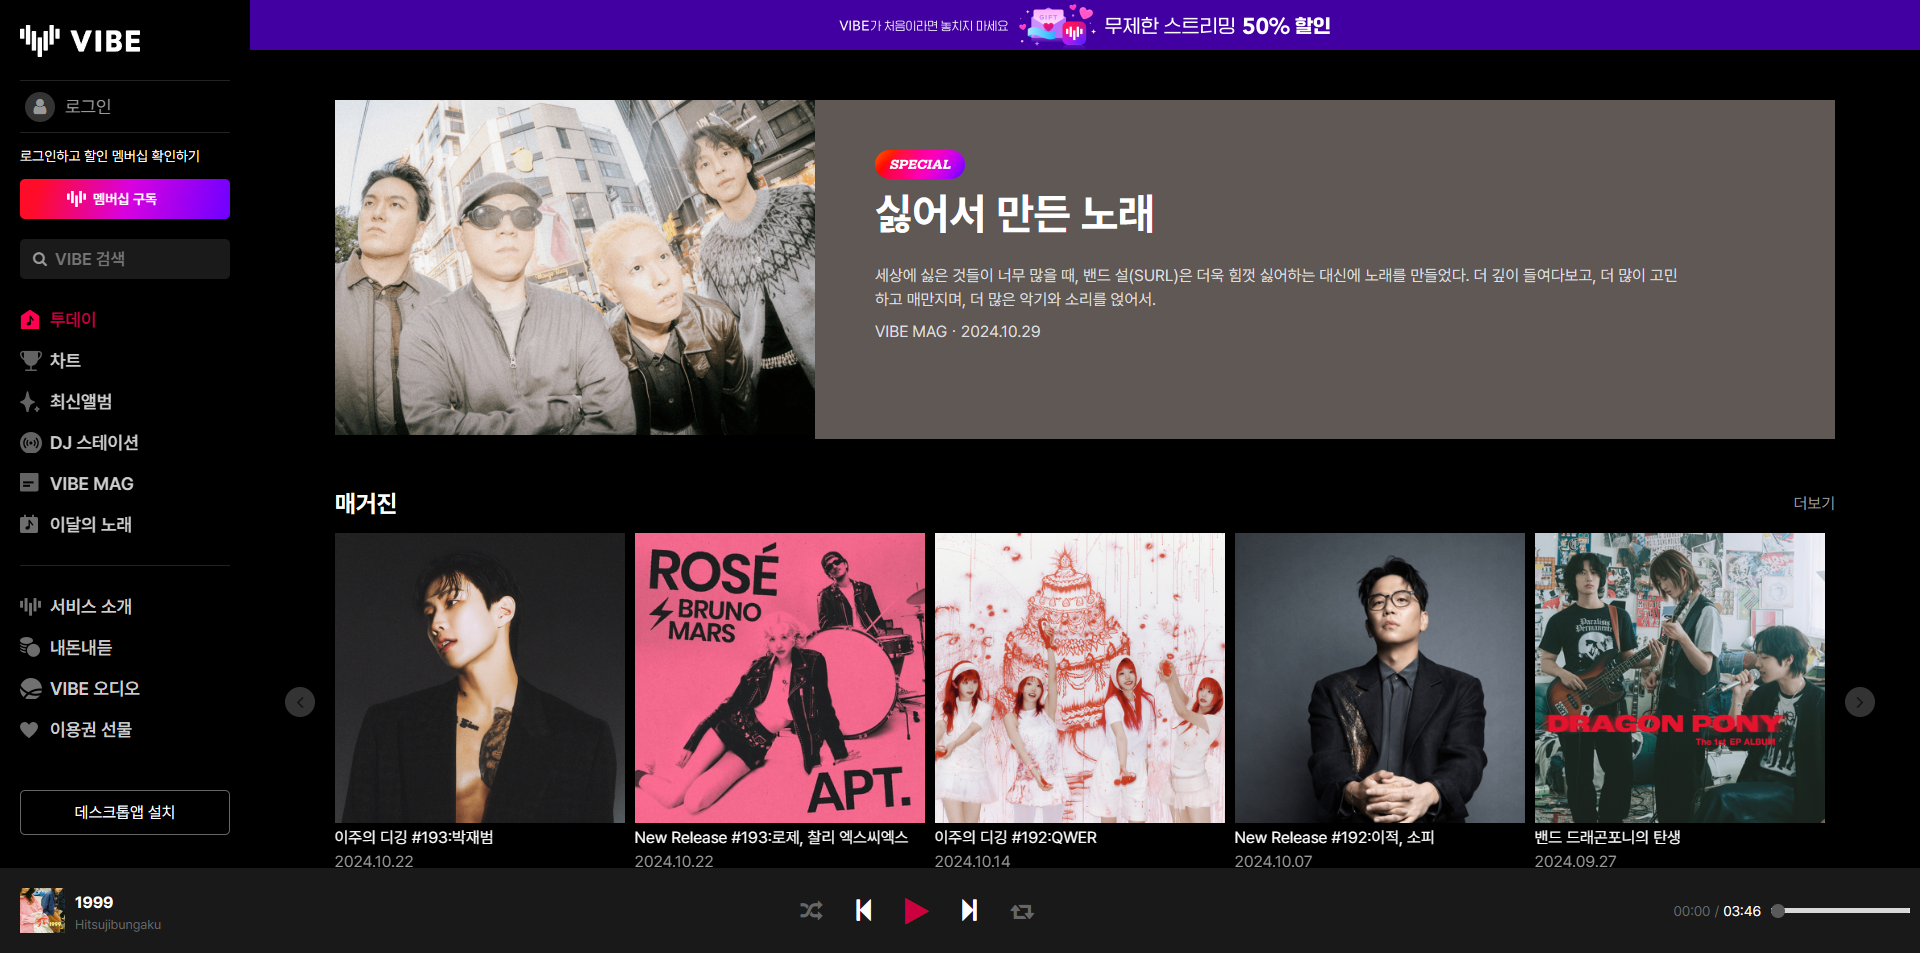 VIBE
로그인
로그인하고 할인 멤버십 확인하기
멤버십 구독
VIBE 검색
투데이
차트
최신앨범
DJ 스테이션
VIBE MAG
이달의 노래
서비스 소개
내돈내듣
VIBE 오디오
이용권 선물
데스크톱앱 설치
VIBE가 처음이라면 놓치지 마세요 GIFT 무제한 스트리밍 50% 할인
SPECIAL
싫어서 만든 노래
세상에 싫은 것들이 너무 많을 때, 밴드 설(SURL)은 더욱 힘껏 싫어하는 대신에 노래를 만들었다. 더 깊이 들여다보고, 더 많이 고민
하고 매만지며, 더 많은 악기와 소리를 얹어서.
VIBE MAG · 2024.10.29
매거진
더보기
ROSÉ
BRUNO
MARS
APT.
Paralisis
Permanente
DRAGON PONY
The 1st EP ALBUM
이주의 디깅 #193:박재범
2024.10.22
New Release #193:로제, 찰리 엑스씨엑스
2024.10.22
이주의 디깅 #192:QWER
2024.10.14
New Release #192:이적, 소피
2024.10.07
밴드 드래곤포니의 탄생
2024.09.27
1999
Hitsujibungaku
00:00 / 03:46